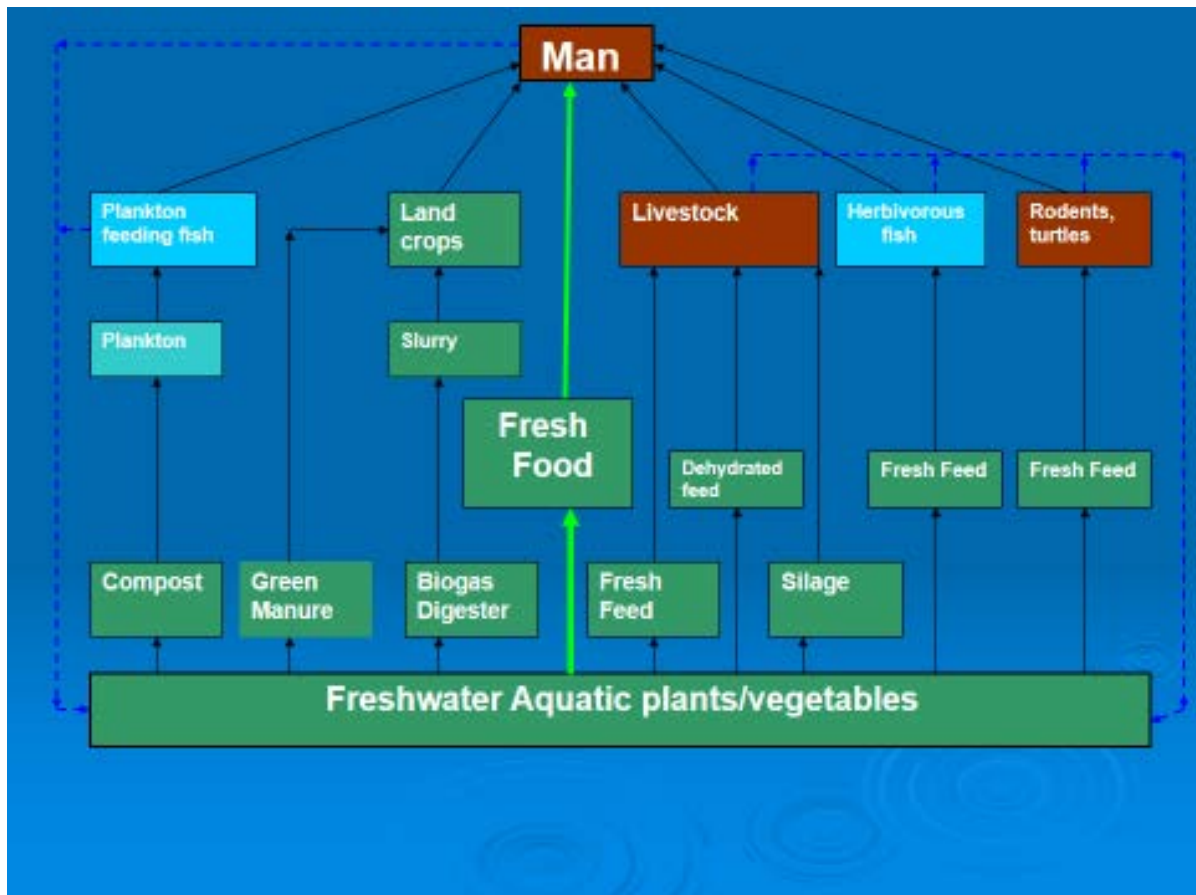 Man
Plankton
feeding fish
Land
crops
Livestock
Herbivorous
fish
Rodents,
turtles
Plankton
Slurry
Fresh
Food
Dehydrated
feed
Fresh Feed
Fresh Feed
Compost
Green
Manure
Biogas
Digester
Fresh
Feed
Silage
Freshwater Aquatic plants/vegetables